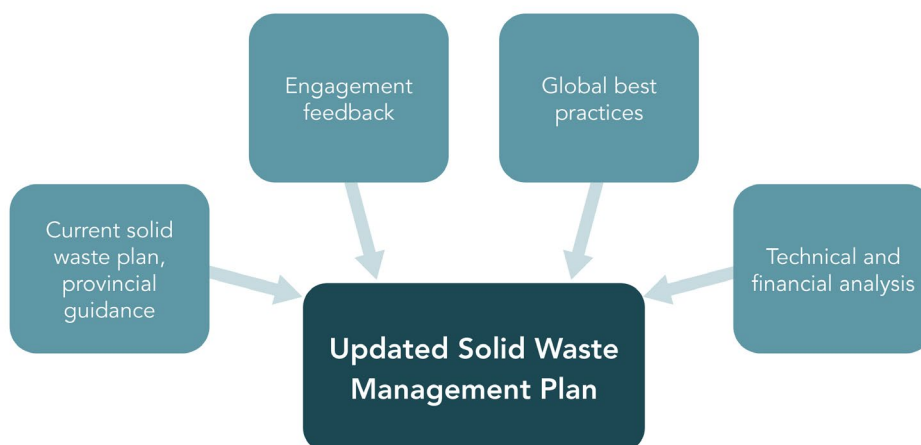 Engagement
feedback
Global best
practices
Current solid
waste plan,
provincial
guidance
Technical and
financial analysis
Updated Solid Waste
Management Plan